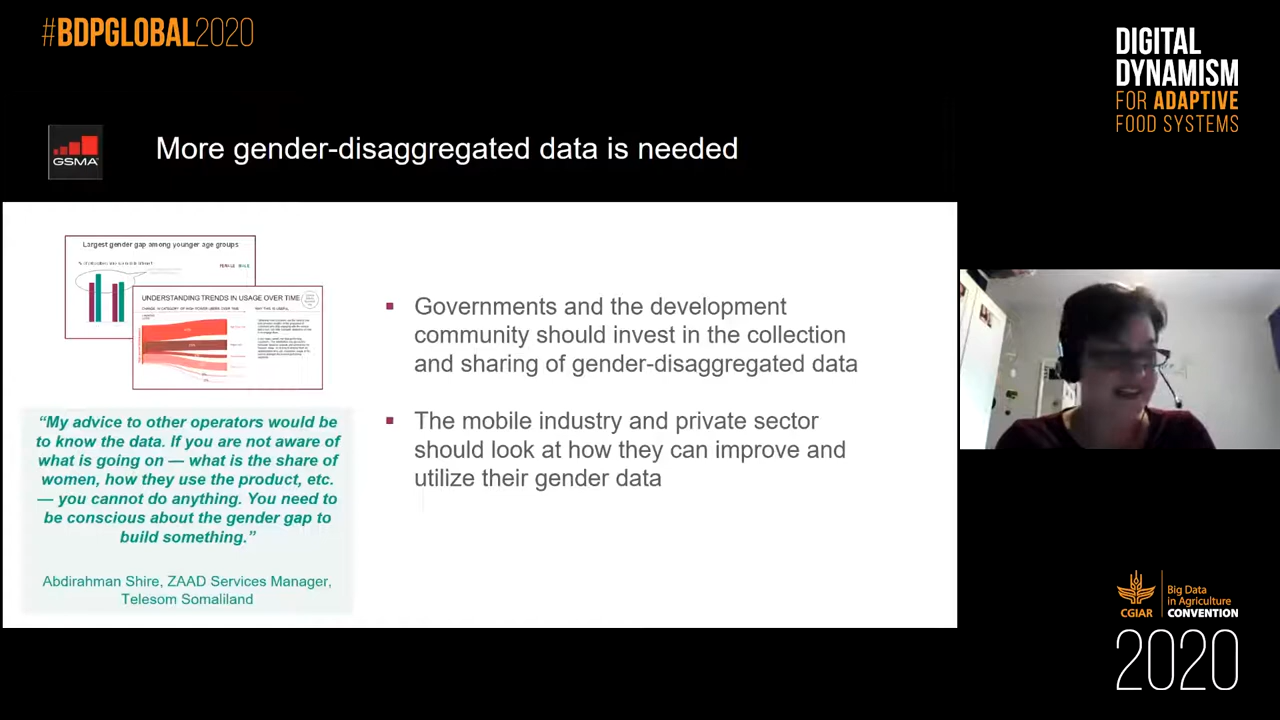 #BDPGLOBAL2020
DIGITAL
DYNAMISM
FOR ADAPTIVE
FOOD SYSTEMS
GSMA
More gender-disaggregated data is needed
Largest gender gap among younger age groups
UNDERSTANDING TRENDS IN USAGE OVER TIME
WHY THIS IS USEFUL
Governments and the development
community should invest in the collection
and sharing of gender-disaggregated data
The mobile industry and private sector
should look at how they can improve and
utilize their gender data
“My advice to other operators would be
to know the data. If you are not aware of
what is going on — what is the share of
women, how they use the product, etc.
— you cannot do anything. You need to
be conscious about the gender gap to
build something.”
Abdirahman Shire, ZAAD Services Manager,
Telesom Somaliland
CGIAR
Big Data
in Agriculture
CONVENTION
2020